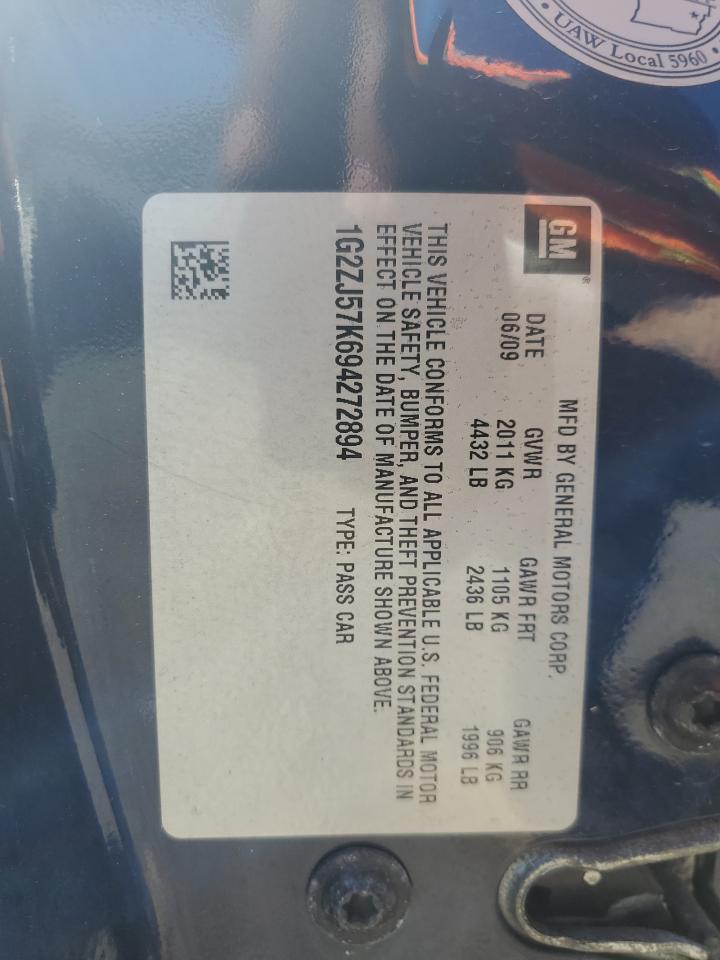 UAW Local 5960
GM
MFD BY GENERAL MOTORS CORP.
DATE GVWR GAWR FRT GAWR RR
06/09 2011 KG 1105 KG 906 KG
4432 LB 2436 LB 1996 LB
THIS VEHICLE CONFORMS TO ALL APPLICABLE U.S. FEDERAL MOTOR
VEHICLE SAFETY, BUMPER, AND THEFT PREVENTION STANDARDS IN
EFFECT ON THE DATE OF MANUFACTURE SHOWN ABOVE.
1G2ZJ57K694272894 TYPE: PASS CAR